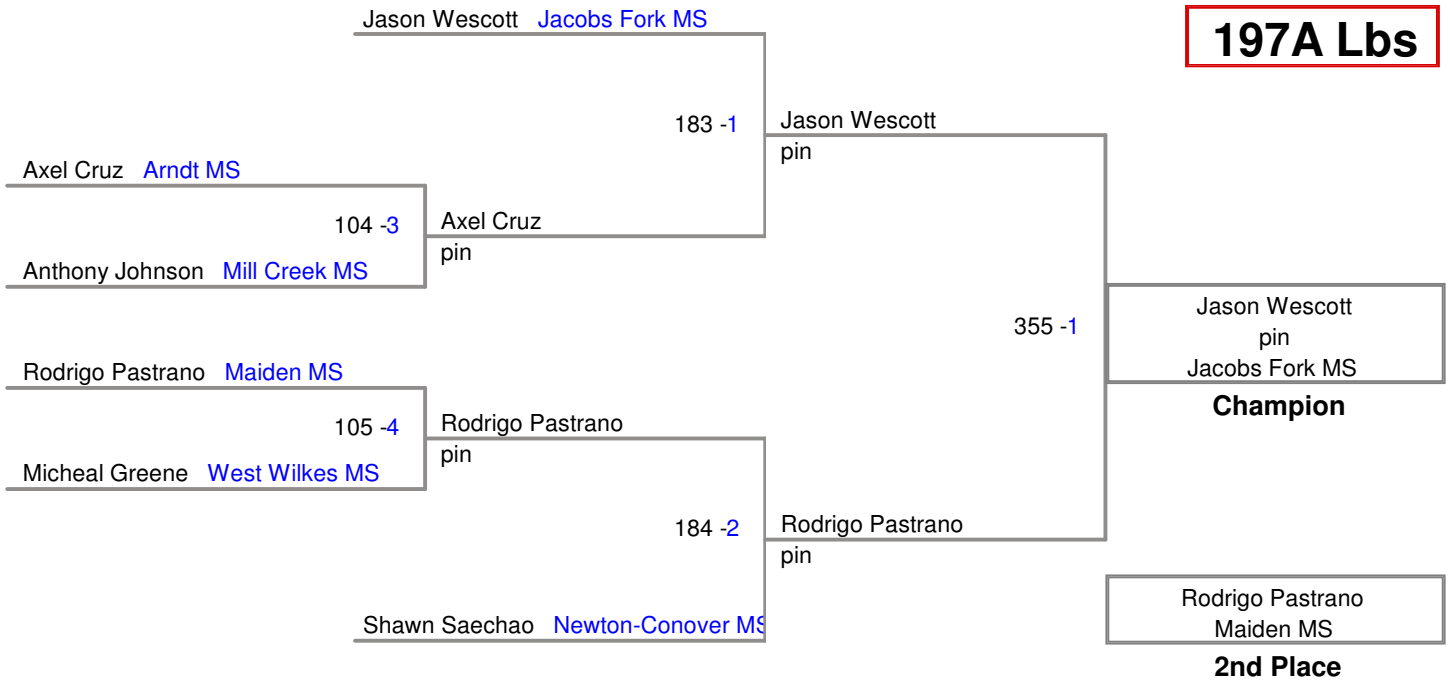 Jason Wescott Jacobs Fork MS
197A Lbs
183 -1
Jason Wescott
pin
Axel Cruz Arndt MS
104 -3
Axel Cruz
pin
Anthony Johnson Mill Creek MS
355 -1
Jason Wescott
pin
Jacobs Fork MS
Champion
Rodrigo Pastrano Maiden MS
105 -4
Rodrigo Pastrano
pin
Micheal Greene West Wilkes MS
184 -2
Rodrigo Pastrano
pin
Shawn Saechao Newton-Conover MS
Rodrigo Pastrano
Maiden MS
2nd Place